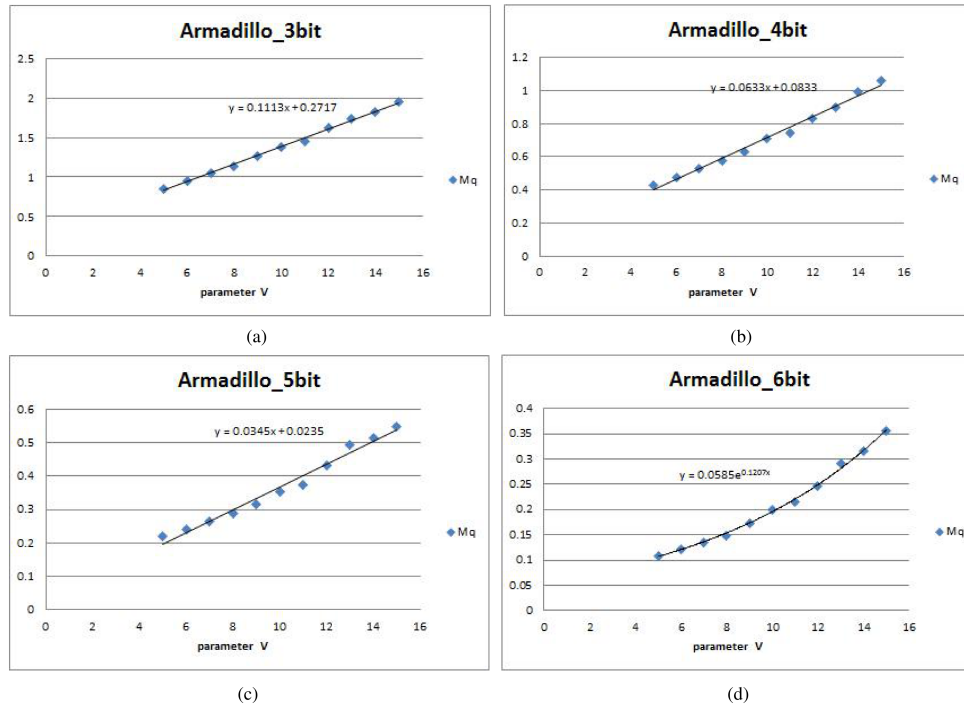 Armadillo_3bit
2.5
2
1.5
1
0.5
0
y = 0.1113x + 0.2717
Mq
0 2 4 6 8 10 12 14 16
parameter V
(a)
Armadillo_4bit
1.2
1
0.8
0.6
0.4
0.2
0
y = 0.0633x + 0.0833
Mq
0 2 4 6 8 10 12 14 16
parameter V
(b)
Armadillo_5bit
0.6
0.5
0.4
0.3
0.2
0.1
0
y = 0.0345x + 0.0235
Mq
0 2 4 6 8 10 12 14 16
parameter V
(c)
Armadillo_6bit
0.4
0.35
0.3
0.25
0.2
0.15
0.1
0.05
0
y = 0.0585e^0.1207x
Mq
0 2 4 6 8 10 12 14 16
parameter V
(d)